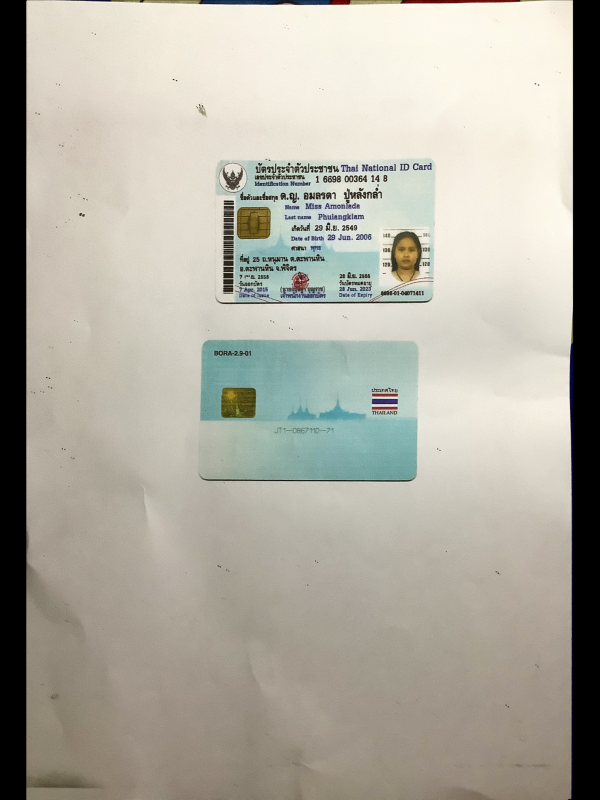 บัตรประจำตัวประชาชน Thai National ID Card
เลขประจำตัวประชาชน
Identification Number
1 6698 00364 14 8
ชื่อตัวและชื่อสกุล ด.ญ. อมลรดา ปู่หลังกล่ำ
Name Miss Amonlada
Last name Phulangklam
เกิดวันที่ 29 มิ.ย. 2549
Date of Birth 29 Jun. 2006
ศาสนา พุทธ
ที่อยู่ 25 ถ.หนุมาน ต.ตะพานหิน
อ.ตะพานหิน จ.พิจิตร
2558
วันออกบัตร
7 Apr. 2015
Date of Issue
เจ้าพนักงานออกบัตร
28 มิ.ย. 2566
วันบัตรหมดอายุ
28 Jun. 2023
Date of Expiry
6698-01-04071411
BORA-2.9-01
ประเทศไทย
THAILAND